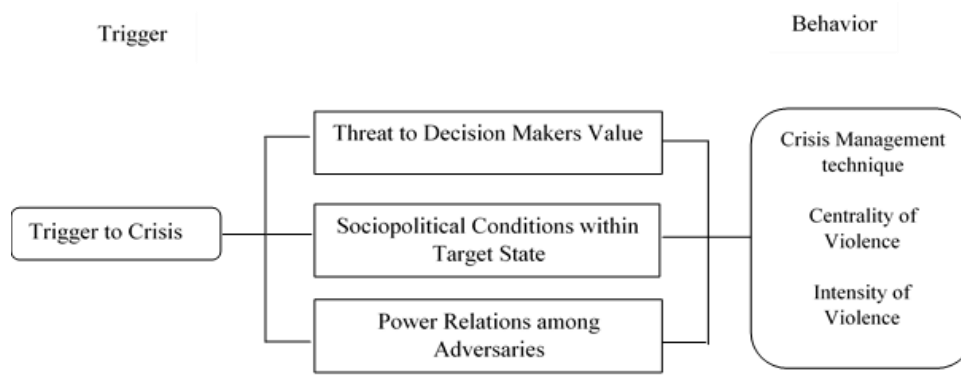 Trigger
Behavior
Trigger to Crisis
Threat to Decision Makers Value
Sociopolitical Conditions within
Target State
Power Relations among
Adversaries
Crisis Management
technique
Centrality of
Violence
Intensity of
Violence